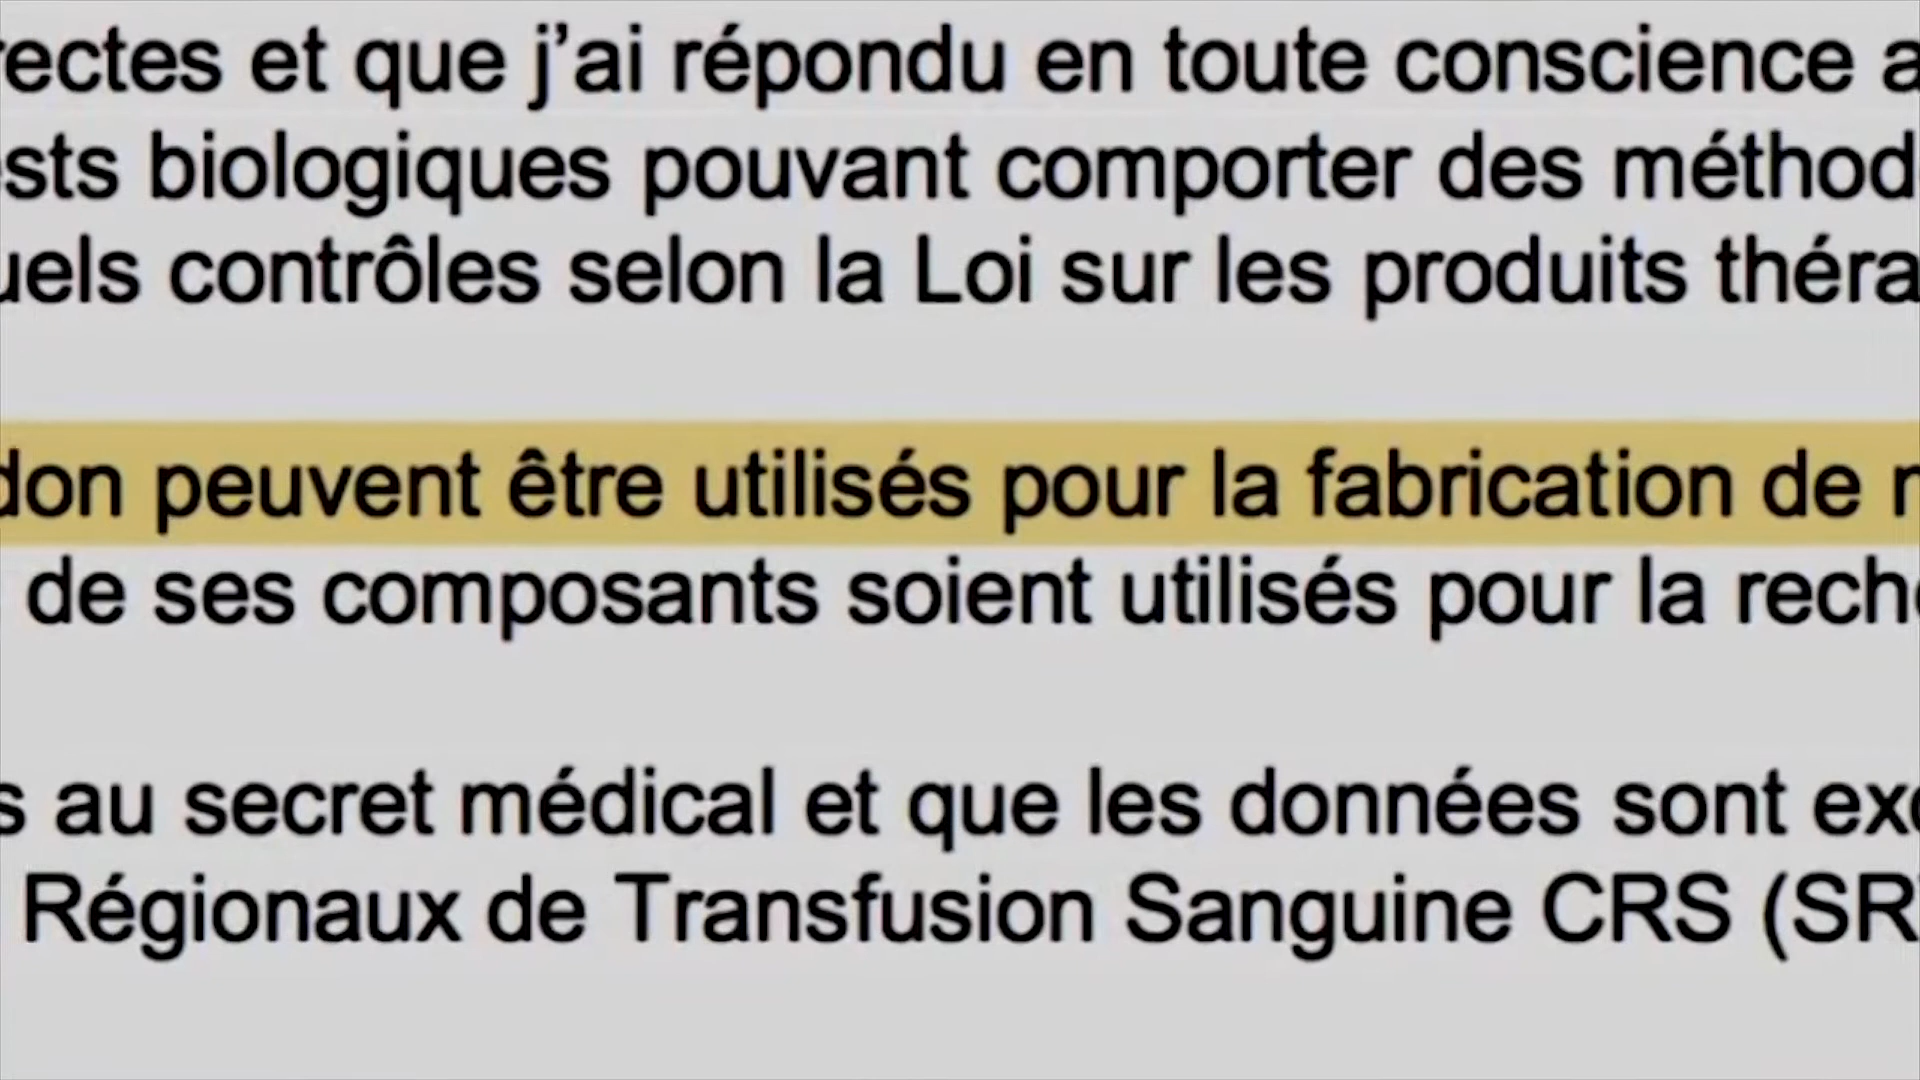 rectes et que j'ai répondu en toute conscience a
sts biologiques pouvant comporter des méthod
uels contrôles selon la Loi sur les produits théra
don peuvent être utilisés pour la fabrication de
de ses composants soient utilisés pour la rech
s au secret médical et que les données sont exc
Régionaux de Transfusion Sanguine CRS (SR